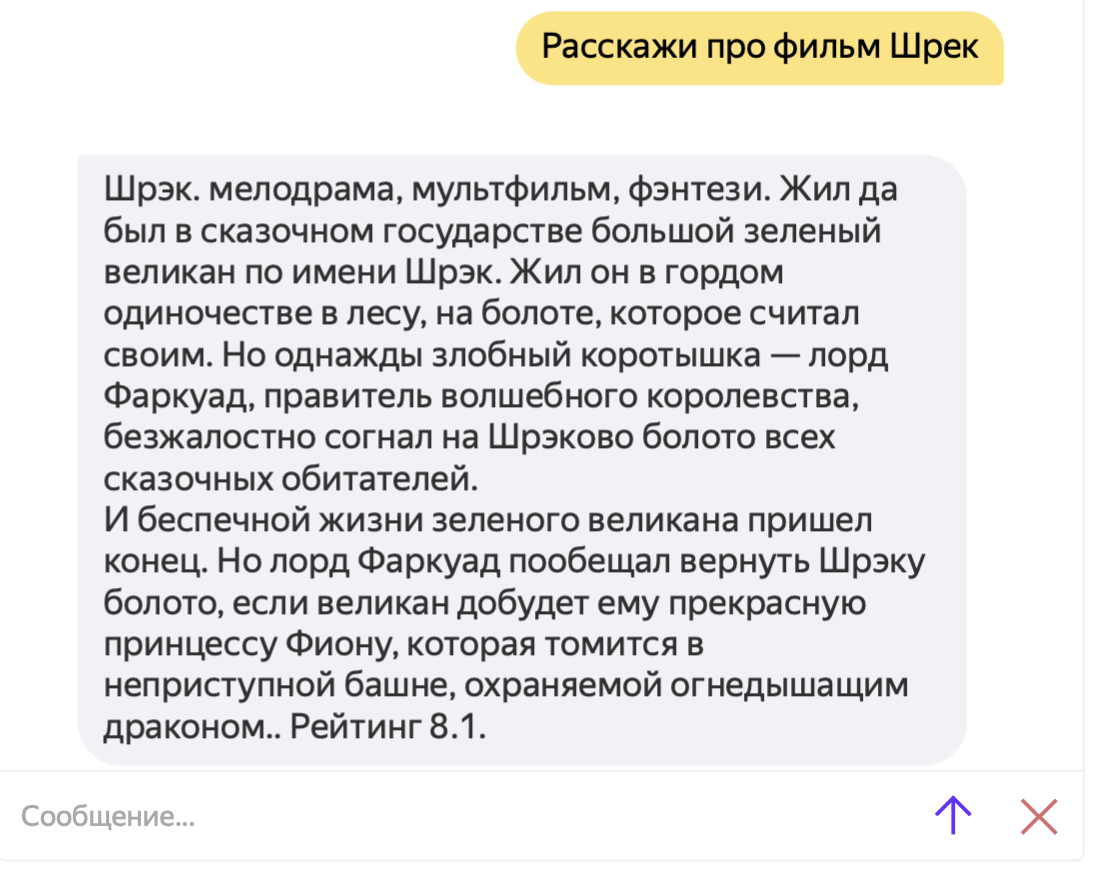 Расскажи про фильм Шрек
Шрэк. мелодрама, мультфильм, фэнтези. Жил да
был в сказочном государстве большой зеленый
великан по имени Шрэк. Жил он в гордом
одиночестве в лесу, на болоте, которое считал
своим. Но однажды злобный коротышка — лорд
Фаркуад, правитель волшебного королевства,
безжалостно согнал на Шрэково болото всех
сказочных обитателей.
И беспечной жизни зеленого великана пришел
конец. Но лорд Фаркуад пообещал вернуть Шрэку
болото, если великан добудет ему прекрасную
принцессу Фиону, которая томится в
неприступной башне, охраняемой огнедышащим
драконом.. Рейтинг 8.1.
Сообщение...